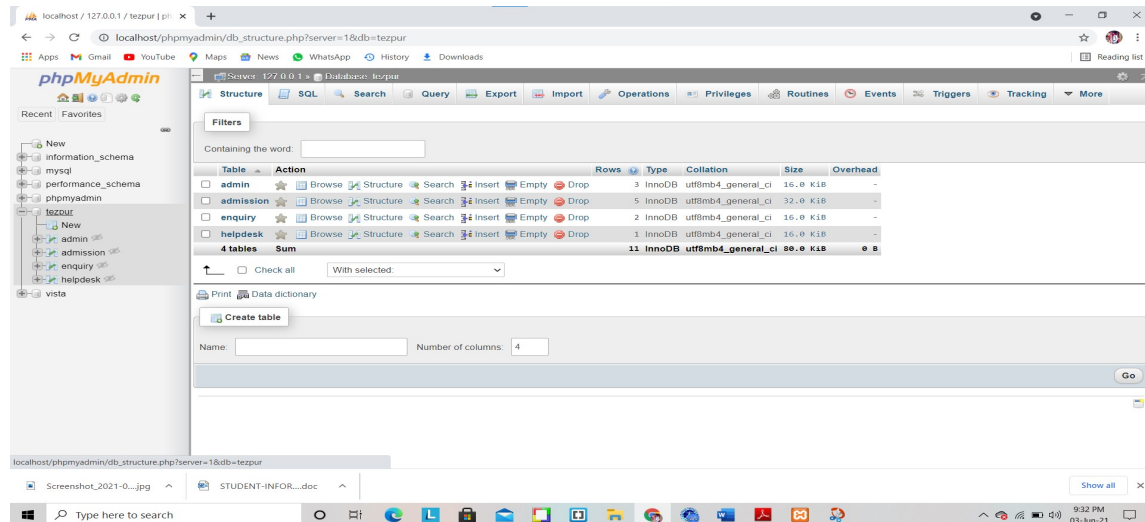 localhost / 127.0.0.1 / tezpur | ph
localhost/phpmyadmin/db_structure.php?server=1&db=tezpur
Apps Gmail YouTube Maps News WhatsApp History Downloads Reading list
phpMyAdmin
Recent Favorites
New
information_schema
mysql
performance_schema
phpmyadmin
tezpur
New
admin
admission
enquiry
helpdesk
vista
Server: 127.0.0.1 » Database: tezpur
Structure SQL Search Query Export Import Operations Privileges Routines Events Triggers Tracking More
Filters
Containing the word:
Table Action Rows Type Collation Size Overhead
admin Browse Structure Search Insert Empty Drop 3 InnoDB utf8mb4_general_ci 16.0 KiB -
admission Browse Structure Search Insert Empty Drop 5 InnoDB utf8mb4_general_ci 32.0 KiB -
enquiry Browse Structure Search Insert Empty Drop 2 InnoDB utf8mb4_general_ci 16.0 KiB -
helpdesk Browse Structure Search Insert Empty Drop 1 InnoDB utf8mb4_general_ci 16.0 KiB -
4 tables Sum 11 InnoDB utf8mb4_general_ci 80.0 KiB 0 B
Check all With selected:
Print Data dictionary
Create table
Name: Number of columns: 4
Go
localhost/phpmyadmin/db_structure.php?server=1&db=tezpur
Screenshot_2021-0....jpg STUDENT-INFOR....doc Show all
Type here to search
9:32 PM
03-Jun-21